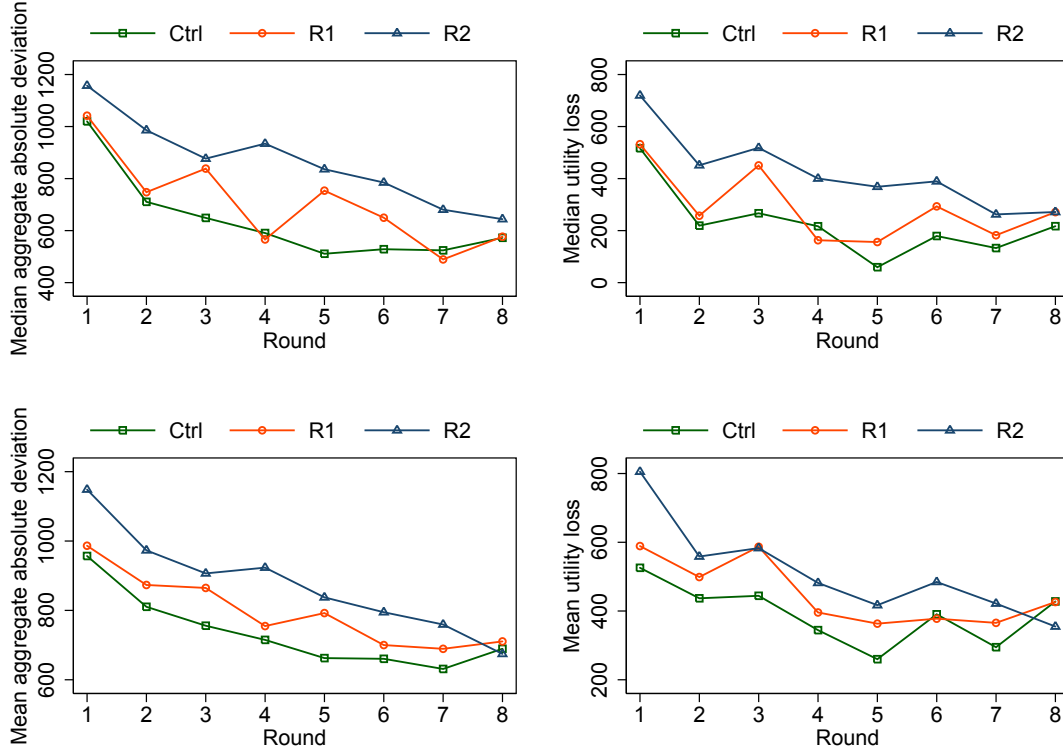 Ctrl R1 R2
Median aggregate absolute deviation
1200
1000
800
600
400
1 2 3 4 5 6 7 8
Round
Ctrl R1 R2
Median utility loss
800
600
400
200
0
1 2 3 4 5 6 7 8
Round
Ctrl R1 R2
Mean aggregate absolute deviation
1200
1000
800
600
1 2 3 4 5 6 7 8
Round
Ctrl R1 R2
Mean utility loss
800
600
400
200
1 2 3 4 5 6 7 8
Round